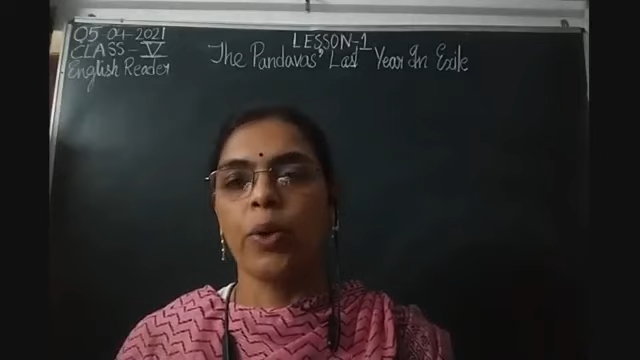 05-04-2021
CLASS-V
English Reader
LESSON-1
The Pandavas' Last Year In Exile